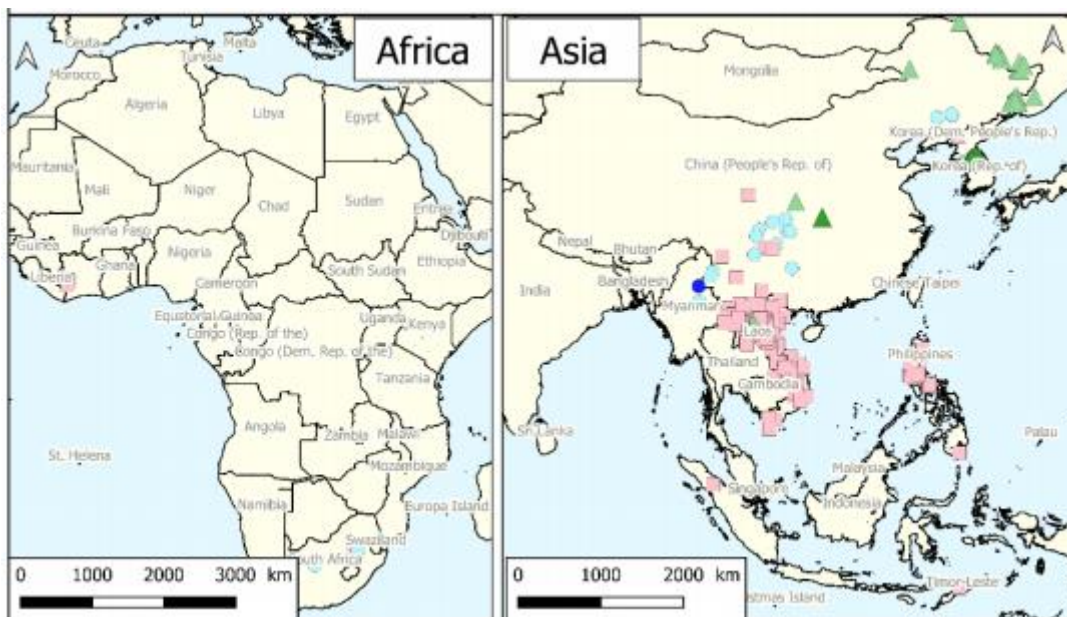 Africa
Ceuta
Malta
Tunisia
Morocco
Algeria
Libya
Egypt
Mauritania
Mali
Niger
Chad
Sudan
Eritrea
Djibouti
Burkina Faso
Guinea
Nigeria
Ghana
Liberia
South Sudan
Ethiopia
Cameroon
Equatorial Guinea
Uganda
Kenya
Congo (Rep. of the)
Congo (Dem. Rep. of the)
Tanzania
Angola
Zambia
Malawi
St. Helena
Mozambique
Namibia
Europa Island
Swaziland
outh Africa
0 1000 2000 3000 km
Asia
Mongolia
Korea (Dem. People's Rep.)
China (People's Rep. of)
Korea (Rep. of)
Nepal
Bhutan
Bangladesh
India
Myanmar
Chinese Taipei
Laos
Thailand
Philippines
Cambodia
Sri Lanka
Palau
Malaysia
Singapore
Indonesia
Timor-Leste
stmas Island
0 1000 2000 km